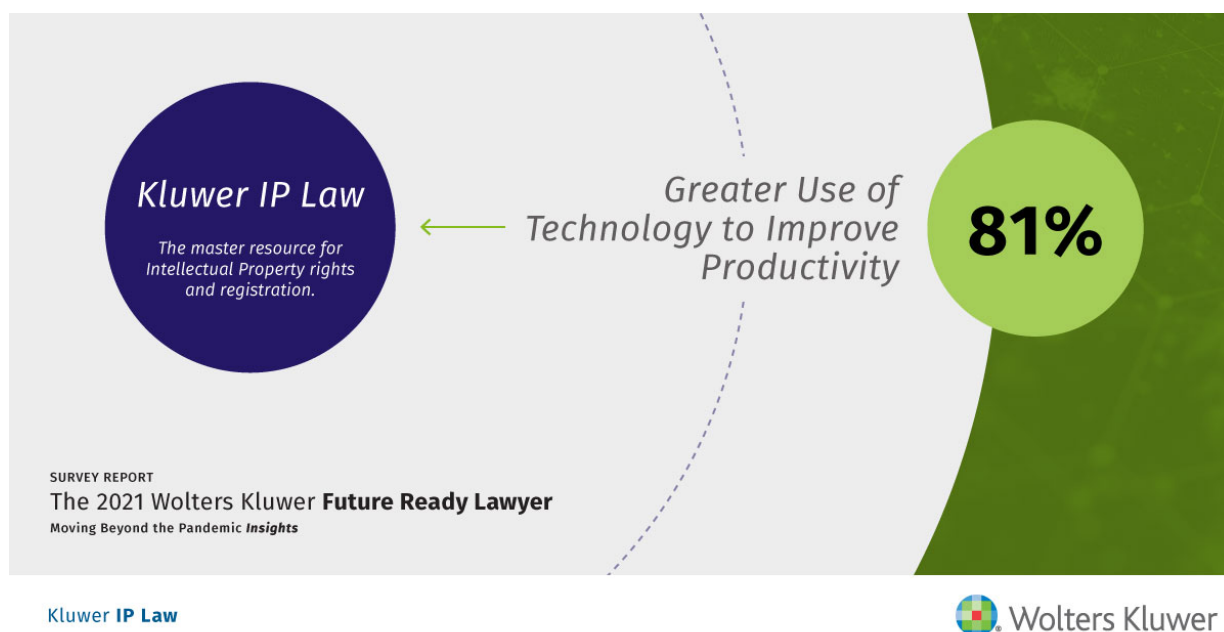 Kluwer IP Law
The master resource for
Intellectual Property rights
and registration.
Greater Use of
Technology to Improve
Productivity
81%
SURVEY REPORT
The 2021 Wolters Kluwer Future Ready Lawyer
Moving Beyond the Pandemic Insights
Kluwer IP Law
Wolters Kluwer